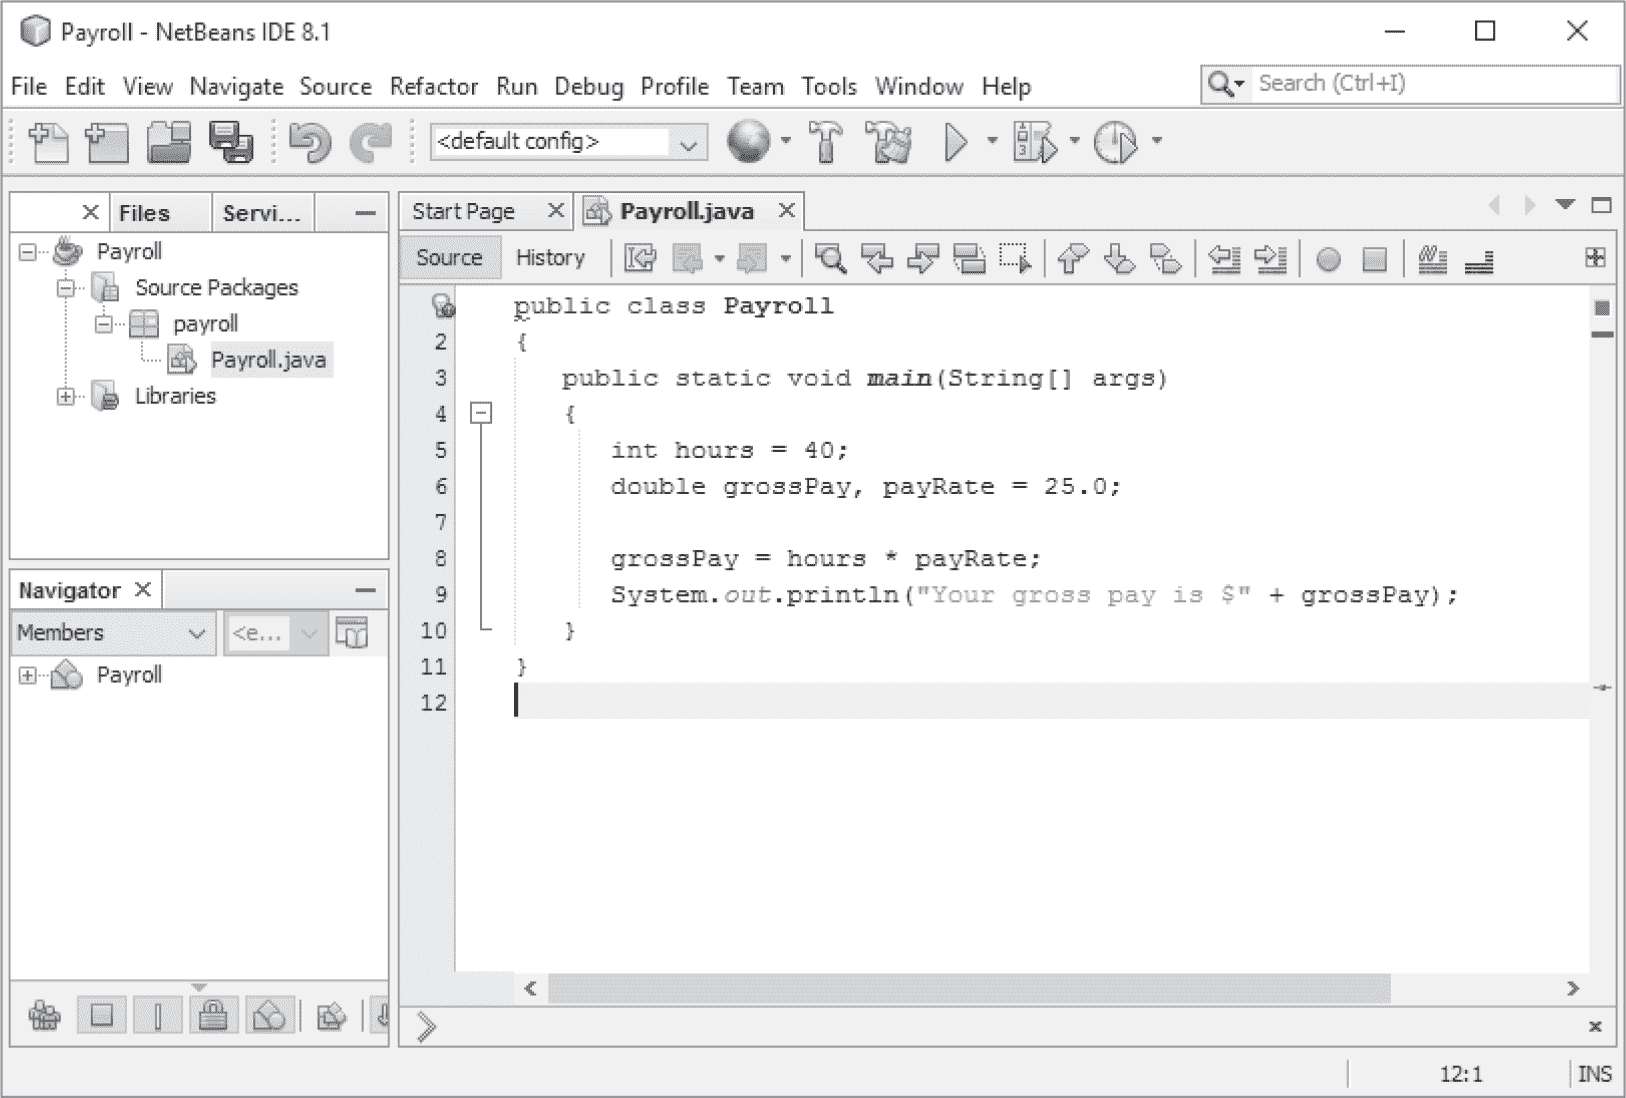 Payroll - NetBeans IDE 8.1
File Edit View Navigate Source Refactor Run Debug Profile Team Tools Window Help
Search (Ctrl+I)
<default config>
Files Servi...
Payroll
Source Packages
payroll
Payroll.java
Libraries
Navigator
Members <e...
Payroll
Start Page Payroll.java
Source History
public class Payroll
2 {
3 public static void main(String[] args)
4 {
5 int hours = 40;
6 double grossPay, payRate = 25.0;
7
8 grossPay = hours * payRate;
9 System.out.println("Your gross pay is $" + grossPay);
10 }
11 }
12
12:1 INS